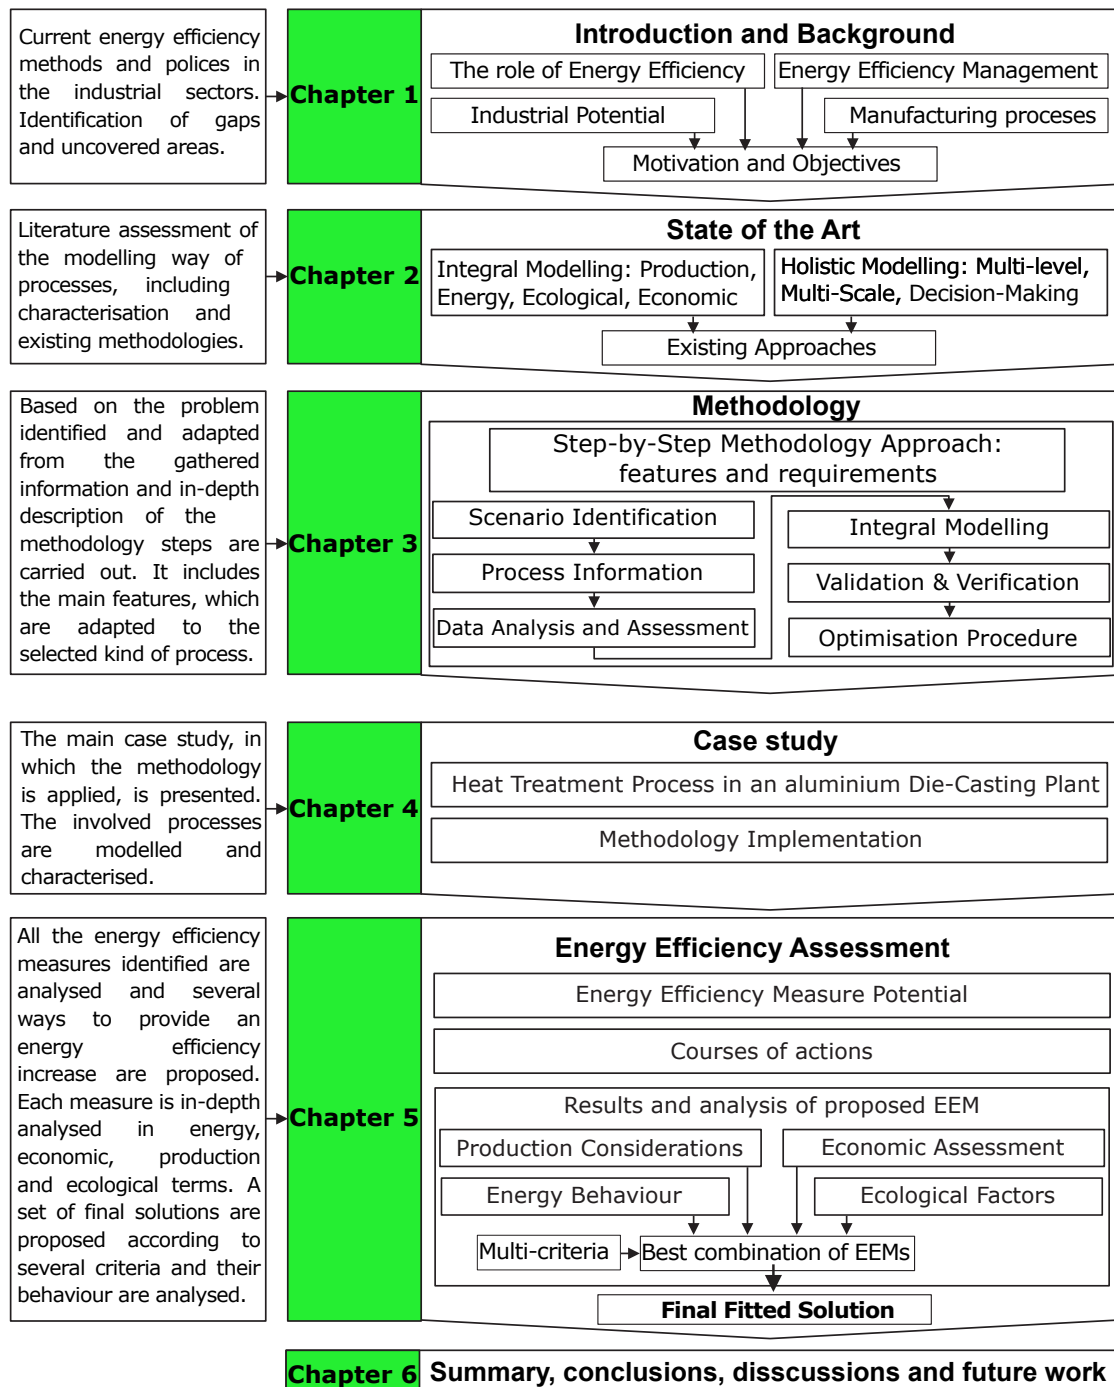 Current energy efficiency
methods and polices in
the industrial sectors.
Identification of gaps
and uncovered areas.
Chapter 1
Introduction and Background
The role of Energy Efficiency
Energy Efficiency Management
Industrial Potential
Manufacturing proceses
Motivation and Objectives
Literature assessment of
the modelling way of
processes, including
characterisation and
existing methodologies.
Chapter 2
State of the Art
Integral Modelling: Production,
Energy, Ecological, Economic
Holistic Modelling: Multi-level,
Multi-Scale, Decision-Making
Existing Approaches
Based on the problem
identified and adapted
from the gathered
information and in-depth
description of the
methodology steps are
carried out. It includes
the main features, which
are adapted to the
selected kind of process.
Chapter 3
Methodology
Step-by-Step Methodology Approach:
features and requirements
Scenario Identification
Process Information
Data Analysis and Assessment
Integral Modelling
Validation & Verification
Optimisation Procedure
The main case study, in
which the methodology
is applied, is presented.
The involved processes
are modelled and
characterised.
Chapter 4
Case study
Heat Treatment Process in an aluminium Die-Casting Plant
Methodology Implementation
All the energy efficiency
measures identified are
analysed and several
ways to provide an
energy efficiency
increase are proposed.
Each measure is in-depth
analysed in energy,
economic, production
and ecological terms. A
set of final solutions are
proposed according to
several criteria and their
behaviour are analysed.
Chapter 5
Energy Efficiency Assessment
Energy Efficiency Measure Potential
Courses of actions
Results and analysis of proposed EEM
Production Considerations
Economic Assessment
Energy Behaviour
Ecological Factors
Multi-criteria
Best combination of EEMs
Final Fitted Solution
Chapter 6
Summary, conclusions, disscussions and future work